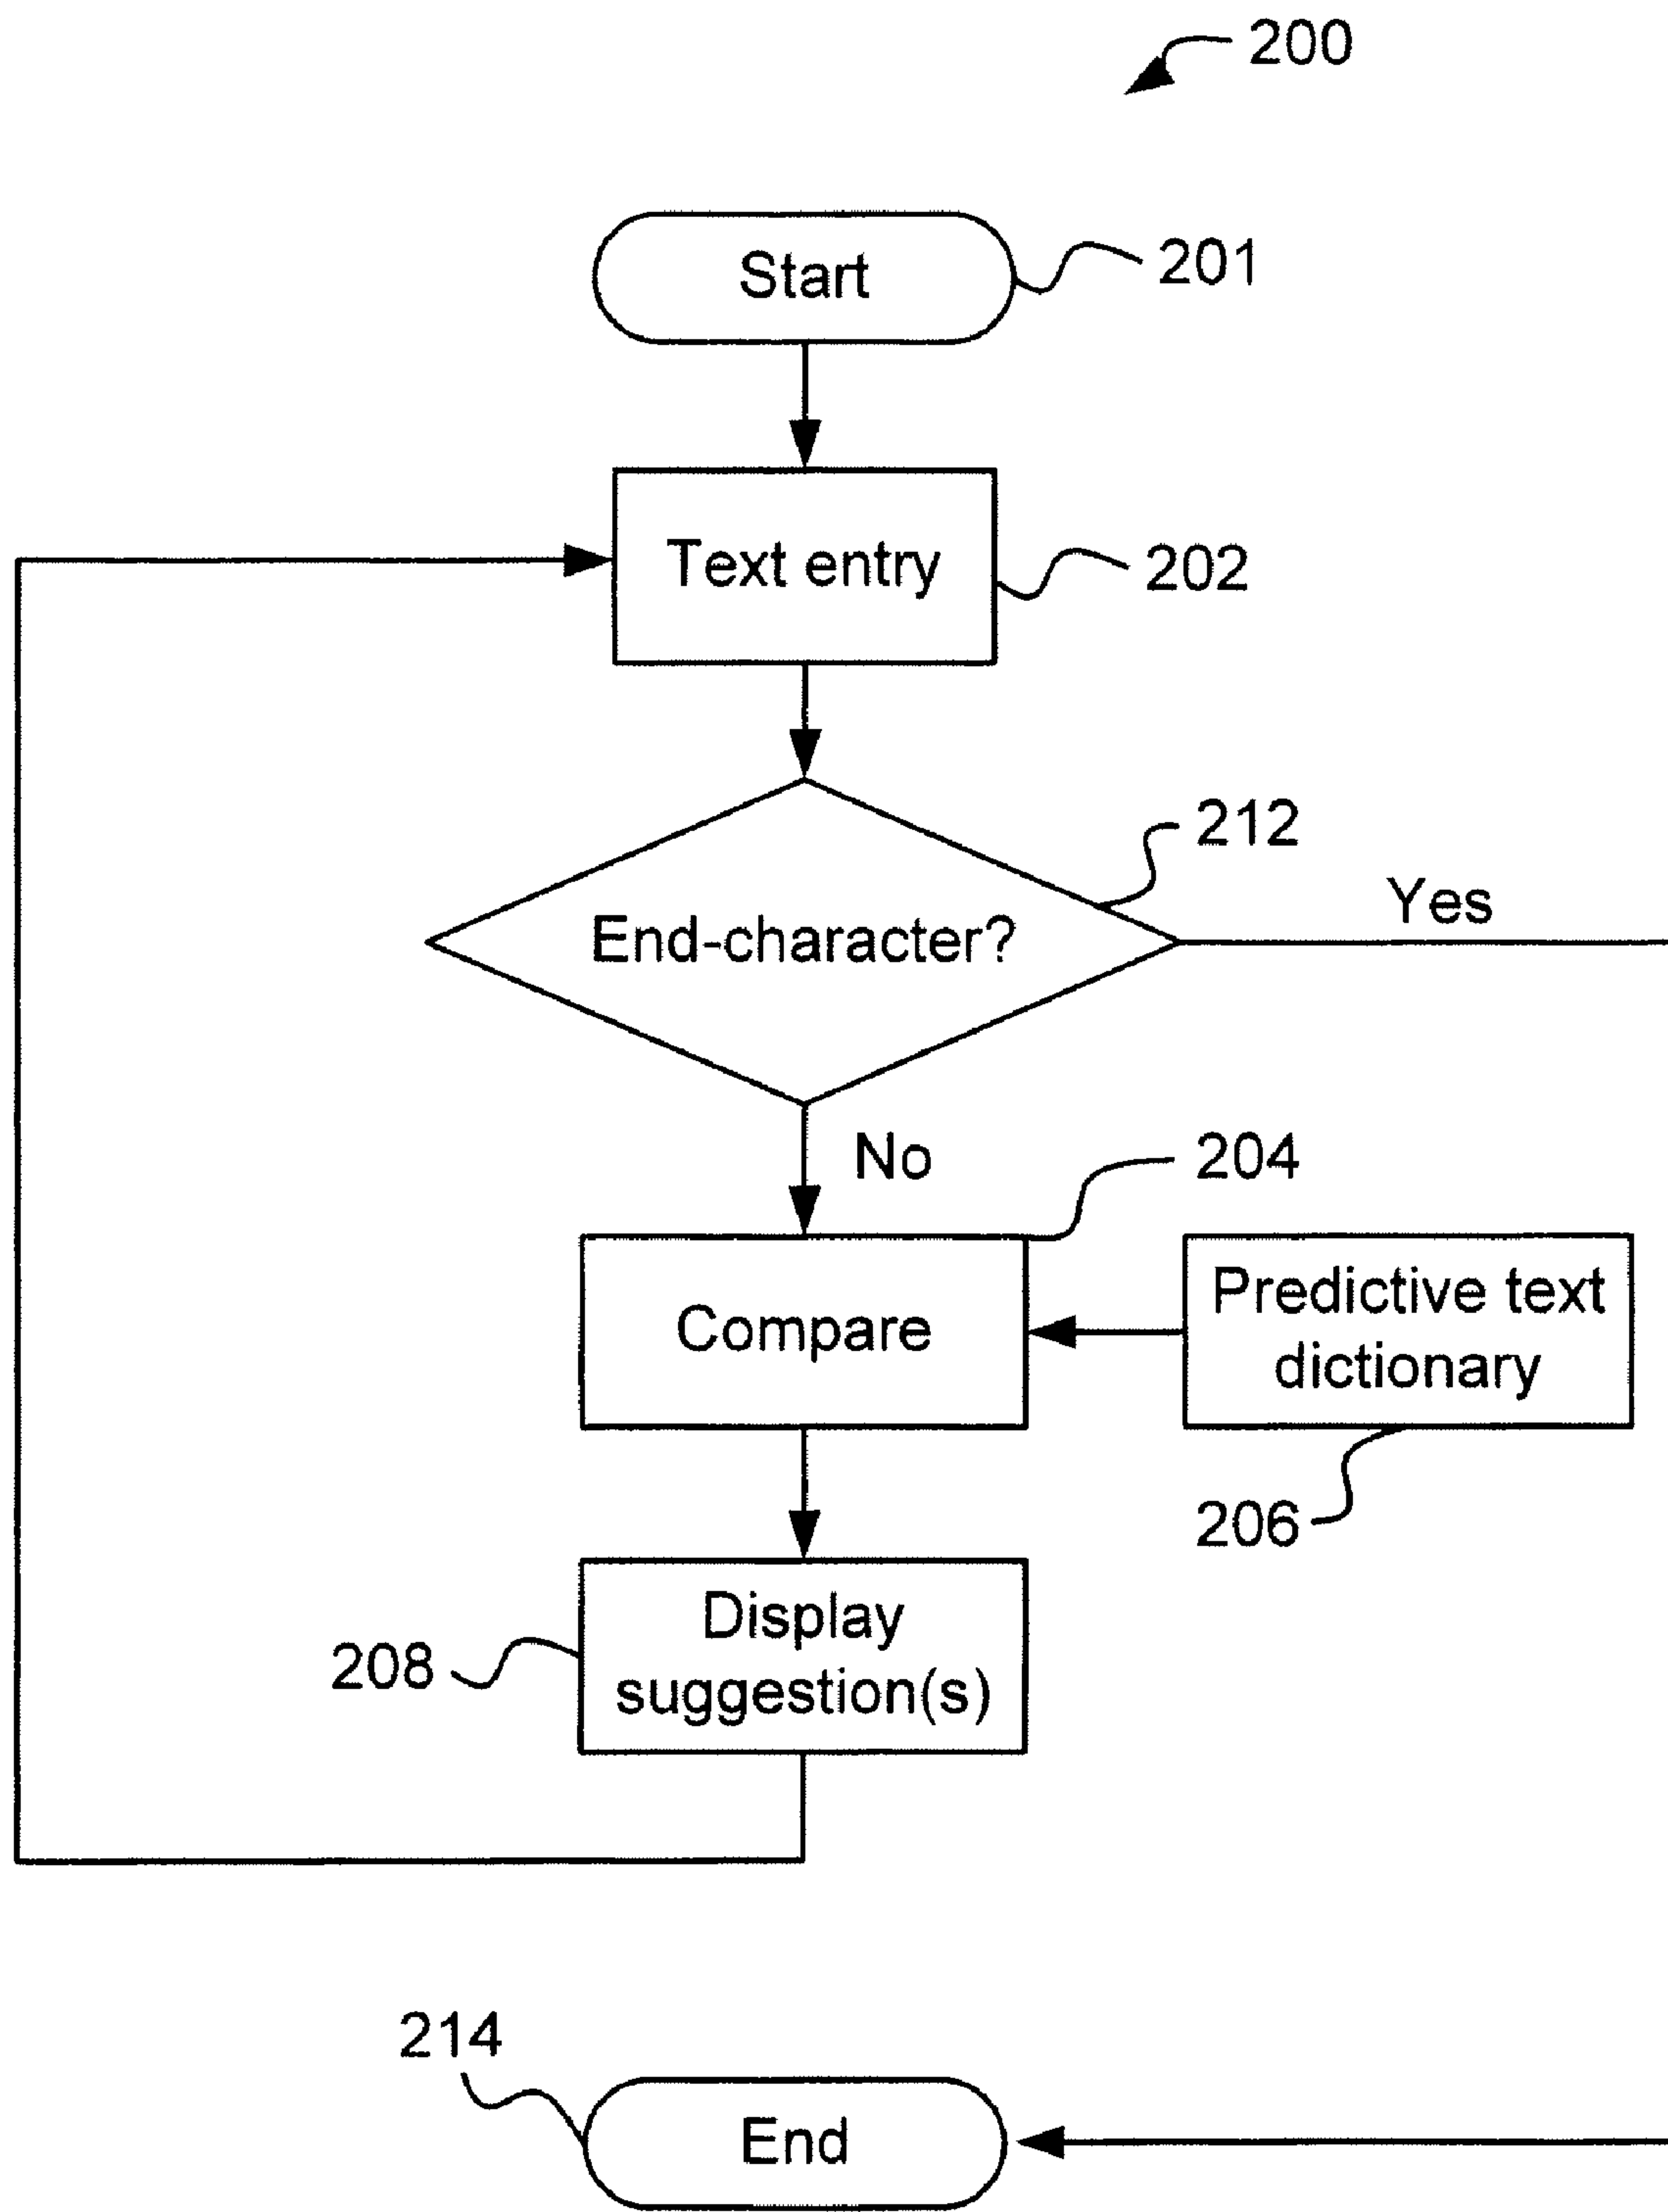 200
Start
201
Text entry
202
212
Yes
End-character?
No
204
Predictive text
dictionary
Compare
206
Display
suggestion(s)
208
214
End